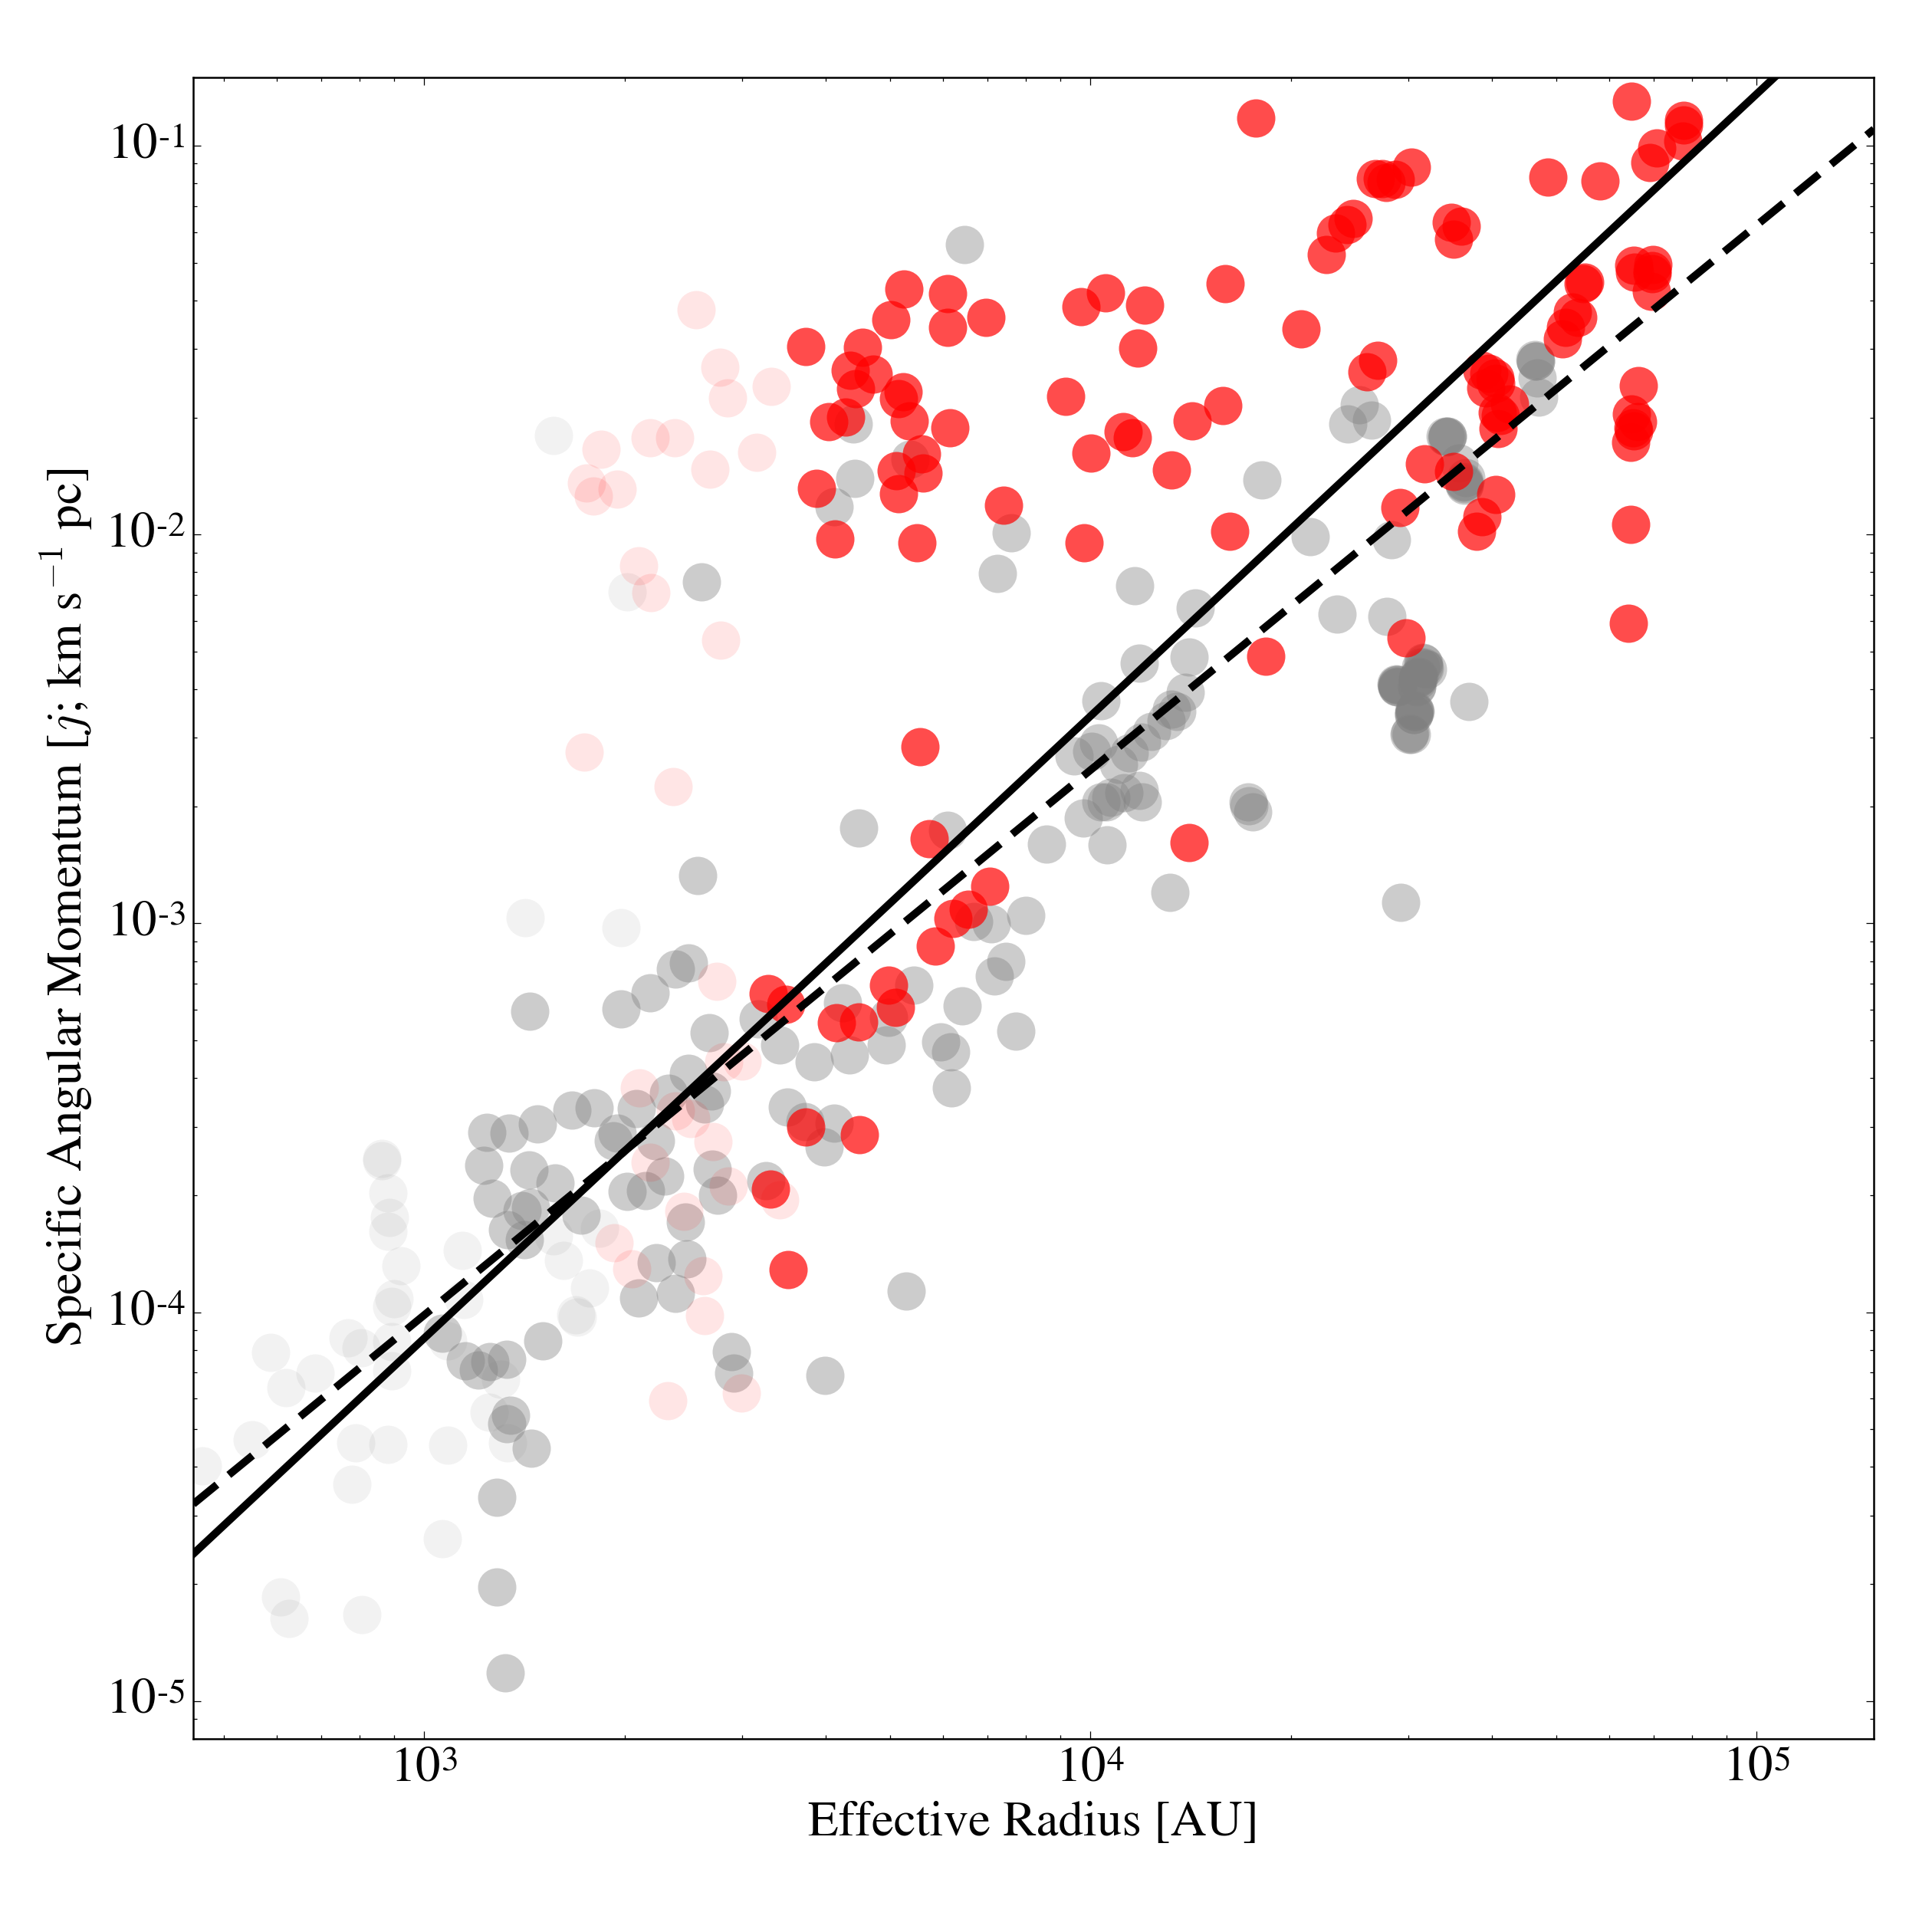 Specific Angular Momentum [j; km s⁻¹ pc]
10⁻¹
10⁻²
10⁻³
10⁻⁴
10⁻⁵
10³ 10⁴ 10⁵
Effective Radius [AU]